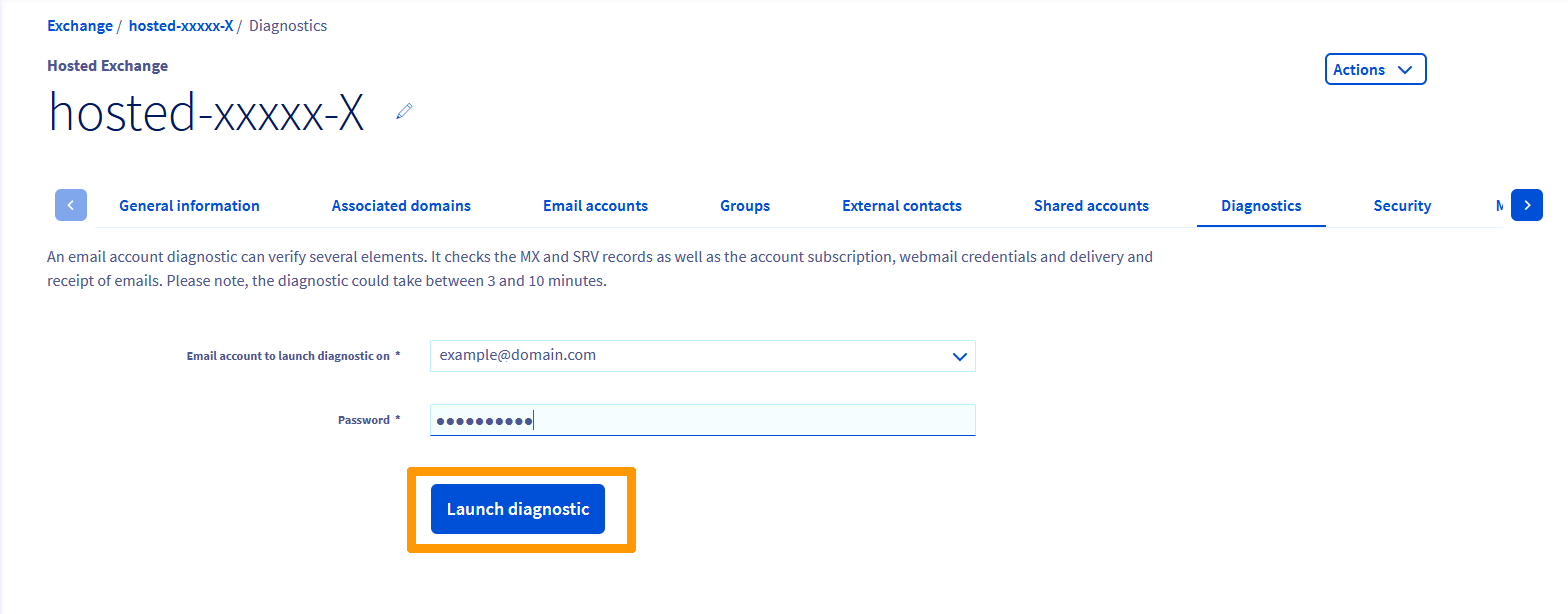 Exchange / hosted-xxxxx-X / Diagnostics
Hosted Exchange
Actions
hosted-xxxxx-X
General information Associated domains Email accounts Groups External contacts Shared accounts Diagnostics Security
An email account diagnostic can verify several elements. It checks the MX and SRV records as well as the account subscription, webmail credentials and delivery and
receipt of emails. Please note, the diagnostic could take between 3 and 10 minutes.
Email account to launch diagnostic on * example@domain.com
Password * ●●●●●●●●●●
Launch diagnostic